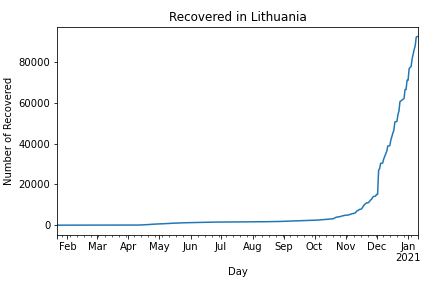 Recovered in Lithuania
Number of Recovered
80000
60000
40000
20000
0
Feb Mar Apr May Jun Jul Aug Sep Oct Nov Dec Jan
2021
Day